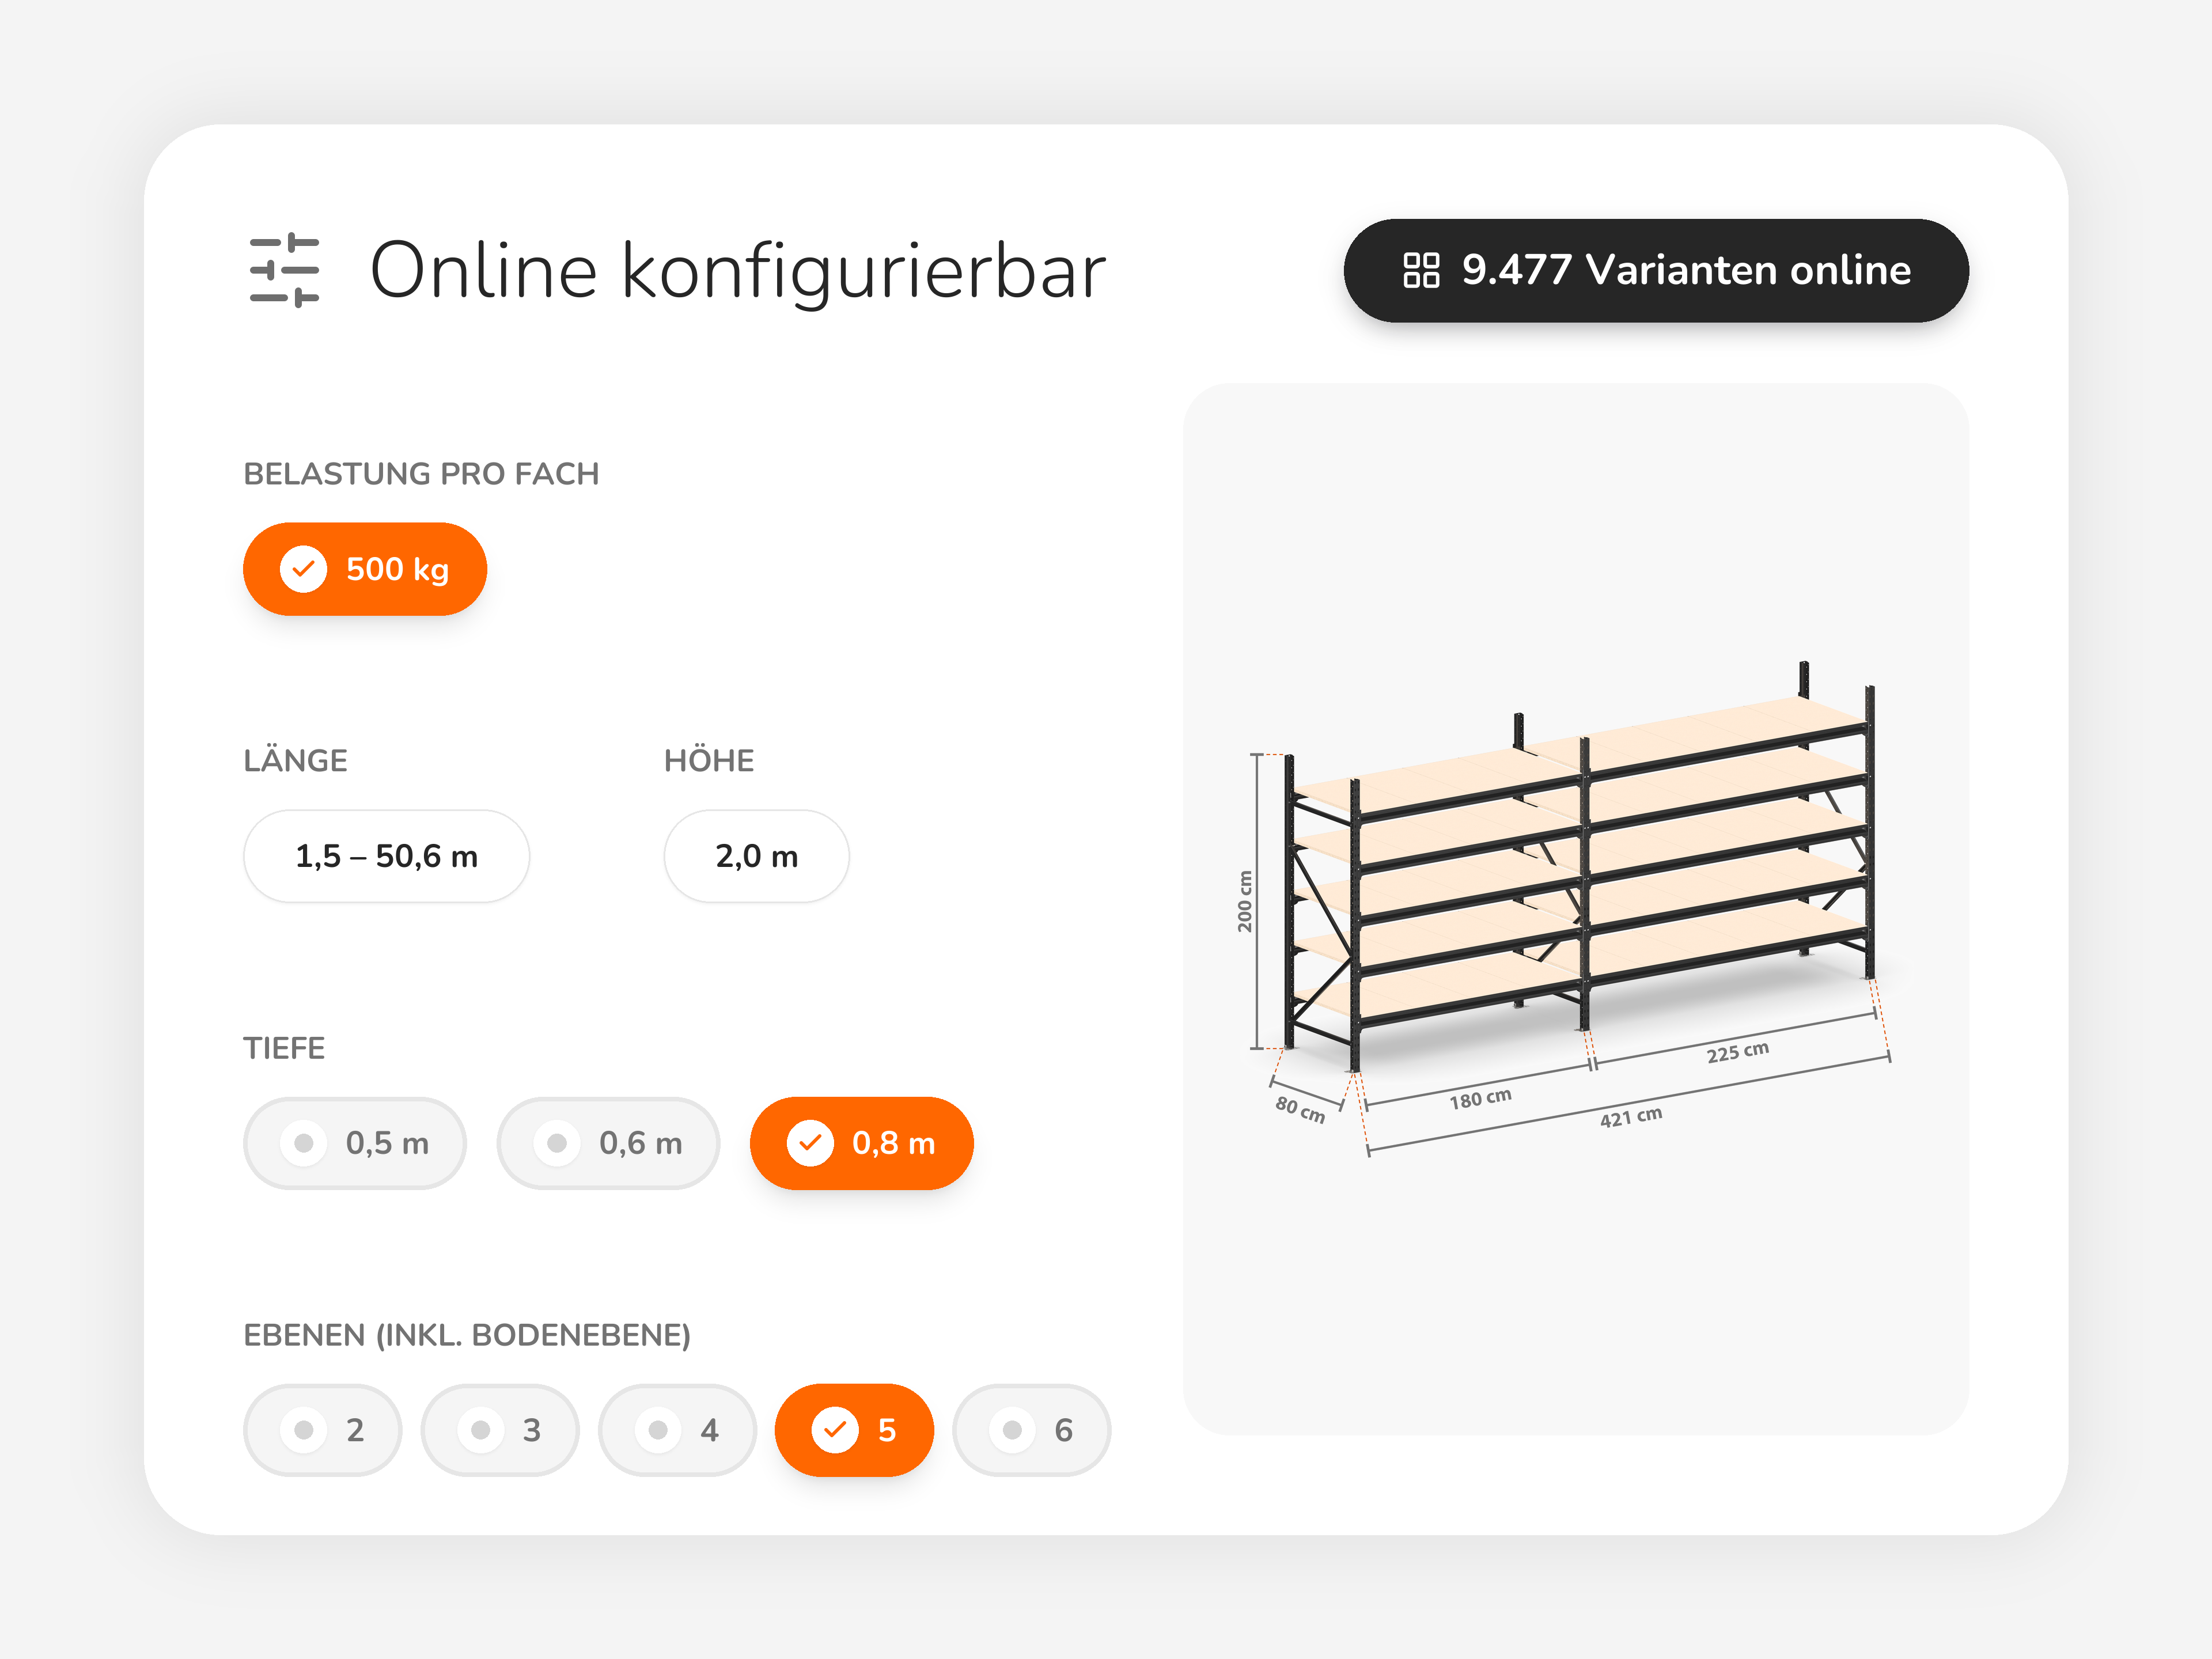 Online konfigurierbar
9.477 Varianten online
BELASTUNG PRO FACH
500 kg
LÄNGE
HÖHE
1,5 – 50,6 m
2,0 m
TIEFE
0,5 m
0,6 m
0,8 m
EBENEN (INKL. BODENEBENE)
2
3
4
5
6
200 cm
80 cm
180 cm
225 cm
421 cm